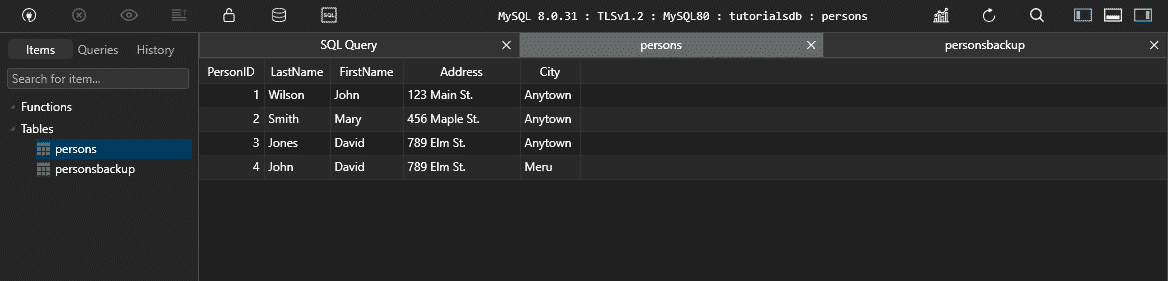 SQL
MySQL 8.0.31 : TLSv1.2 : MySQL80 : tutorialsdb : persons
Items Queries History
Search for item...
Functions
Tables
persons
personsbackup
SQL Query persons personsbackup
PersonID LastName FirstName Address City
1 Wilson John 123 Main St. Anytown
2 Smith Mary 456 Maple St. Anytown
3 Jones David 789 Elm St. Anytown
4 John David 789 Elm St. Meru